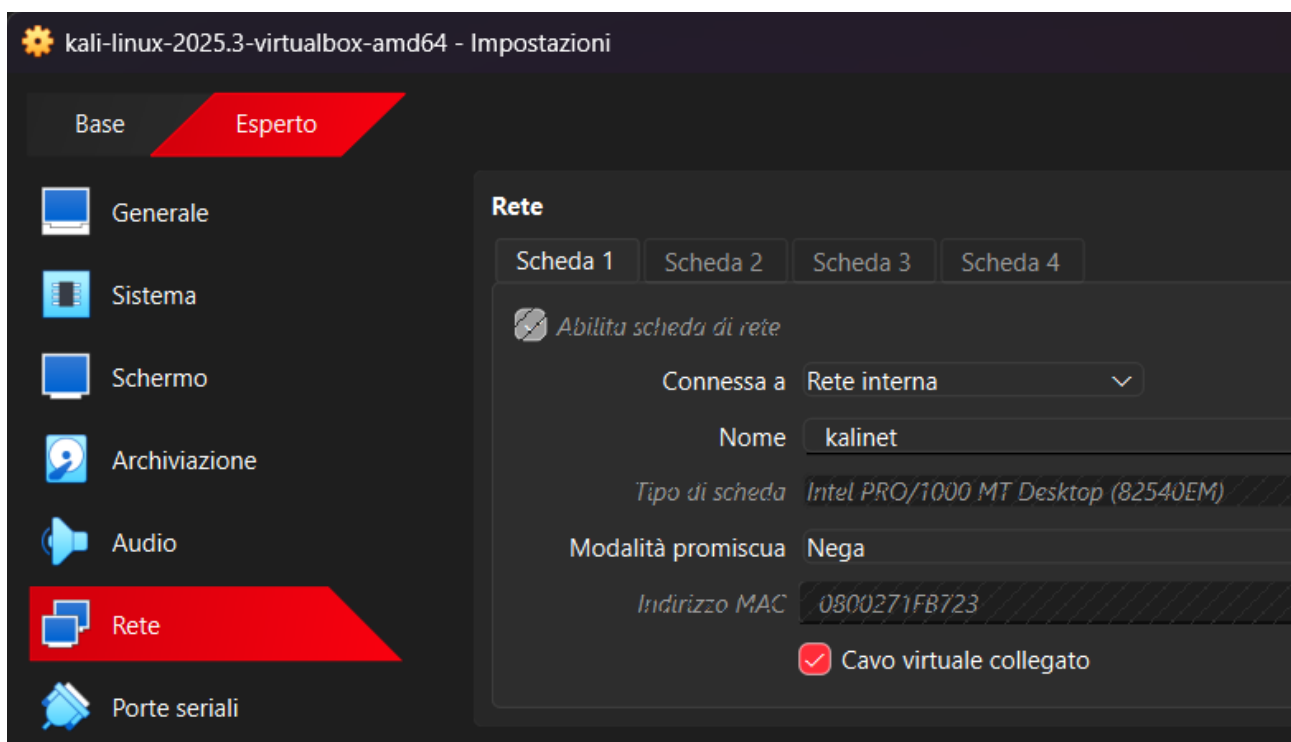 kali-linux-2025.3-virtualbox-amd64 - Impostazioni
Base
Esperto
Generale
Sistema
Schermo
Archiviazione
Audio
Rete
Porte seriali
Rete
Scheda 1
Scheda 2
Scheda 3
Scheda 4
Abilita scheda di rete
Connessa a Rete interna
Nome kalinet
Tipo di scheda Intel PRO/1000 MT Desktop (82540EM)
Modalità promiscua Nega
Indirizzo MAC 0800271FB723
Cavo virtuale collegato